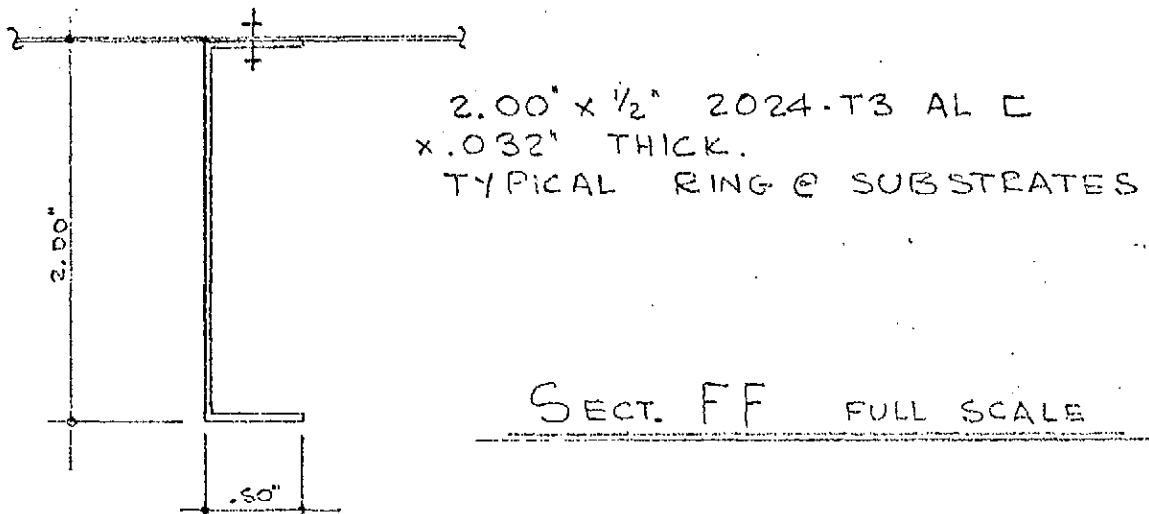 2.00" x 1/2" 2024-T3 AL ⊏
x .032" THICK.
TYPICAL RING @ SUBSTRATES
2.00"
SECT. FF FULL SCALE
.50"